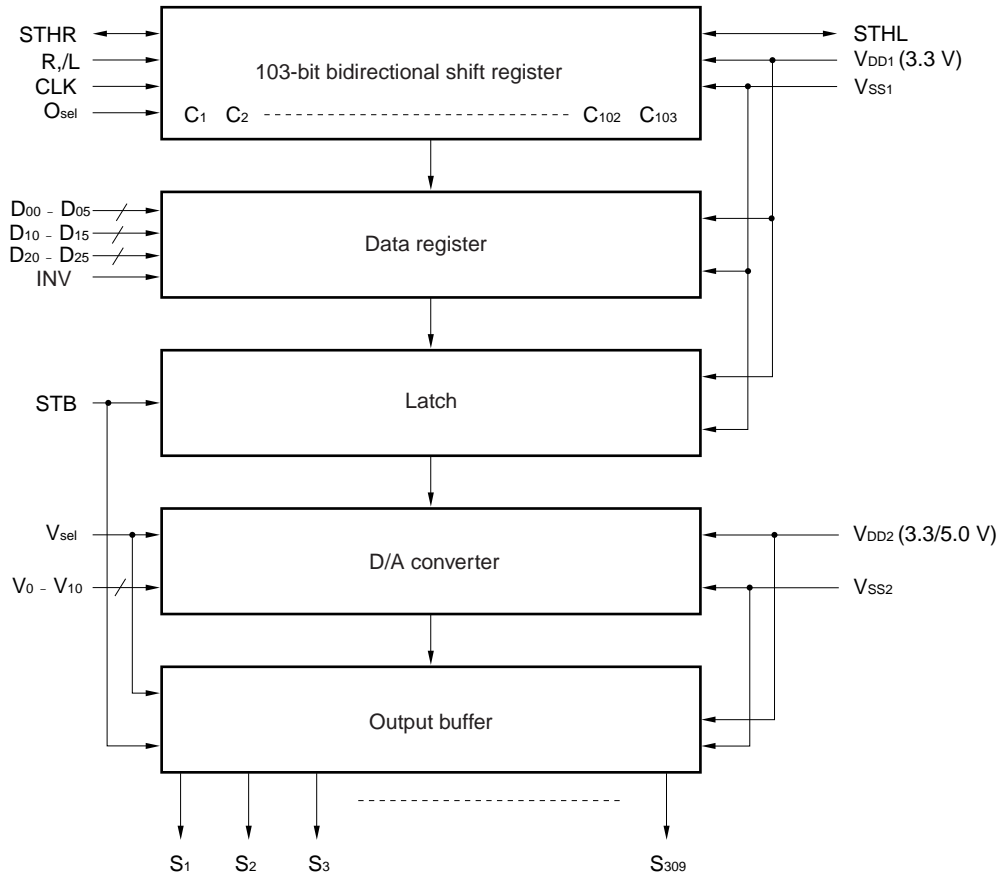 STHR
R,/L
CLK
Osel
103-bit bidirectional shift register
C1 C2 C102 C103
STHL
VDD1 (3.3 V)
VSS1
D00 - D05
D10 - D15
D20 - D25
INV
Data register
STB
Latch
Vsel
V0 - V10
D/A converter
VDD2 (3.3/5.0 V)
VSS2
Output buffer
S1 S2 S3 S309